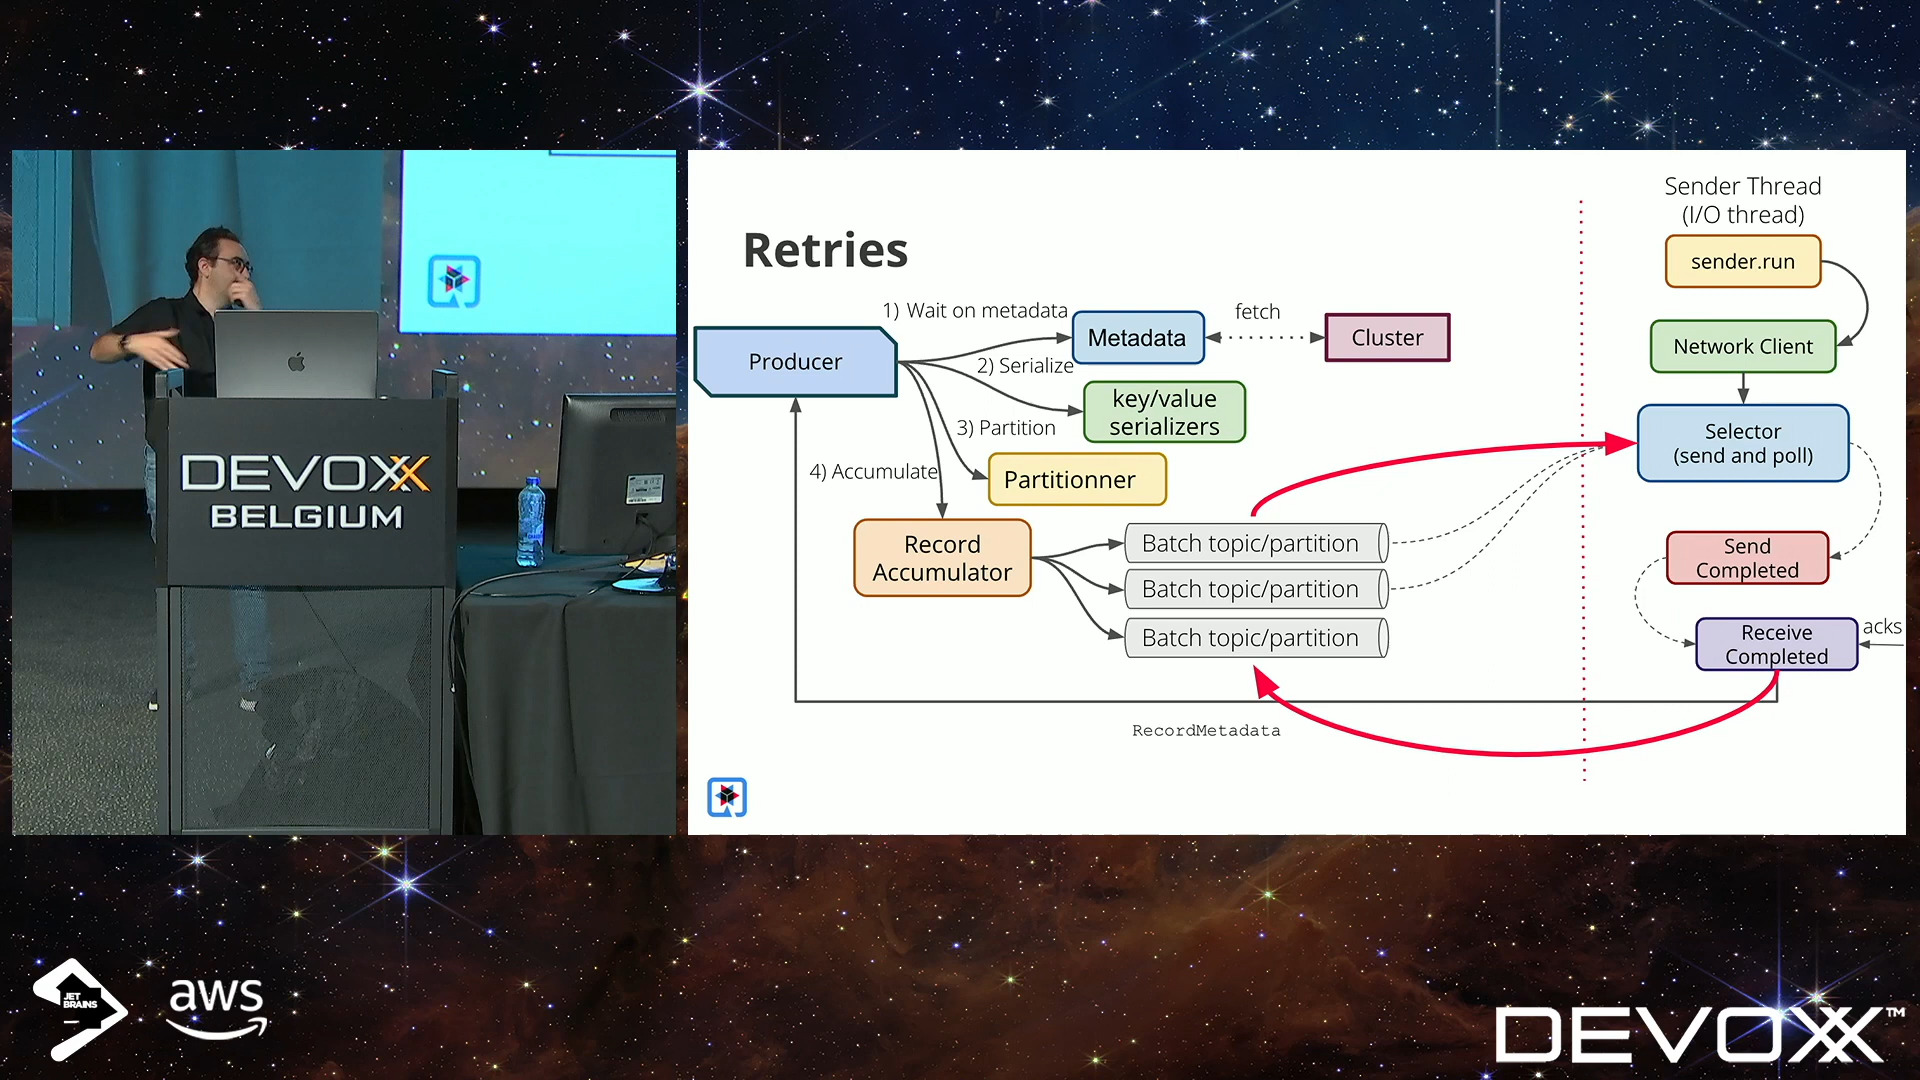 DEVOXX
BELGIUM
Retries
Sender Thread
(I/O thread)
sender.run
Network Client
Selector
(send and poll)
Send
Completed
Receive
Completed
acks
1) Wait on metadata
Metadata
fetch
Cluster
Producer
2) Serialize
key/value
serializers
3) Partition
Partitionner
4) Accumulate
Record
Accumulator
Batch topic/partition
Batch topic/partition
Batch topic/partition
RecordMetadata
JET
BRAINS
aws
DEVOXX™